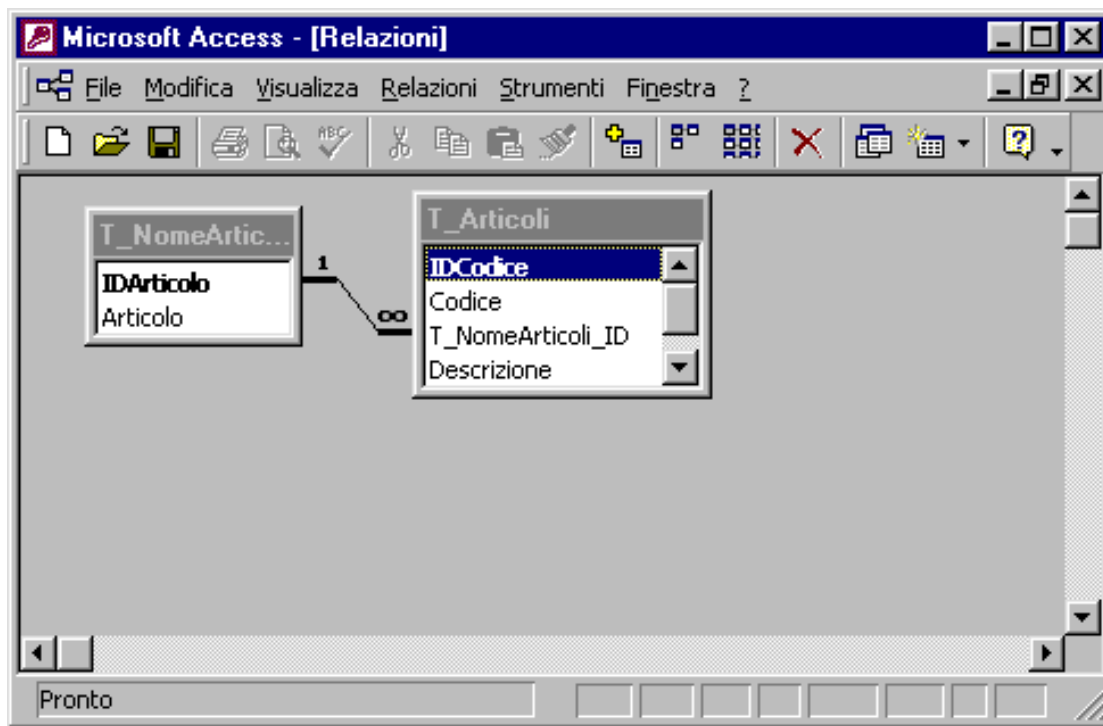 Microsoft Access - [Relazioni]
File Modifica Visualizza Relazioni Strumenti Finestra ?
ABC
T_NomeArtic...
IDArticolo
Articolo
1
∞
T_Articoli
IDCodice
Codice
T_NomeArticoli_ID
Descrizione
Pronto